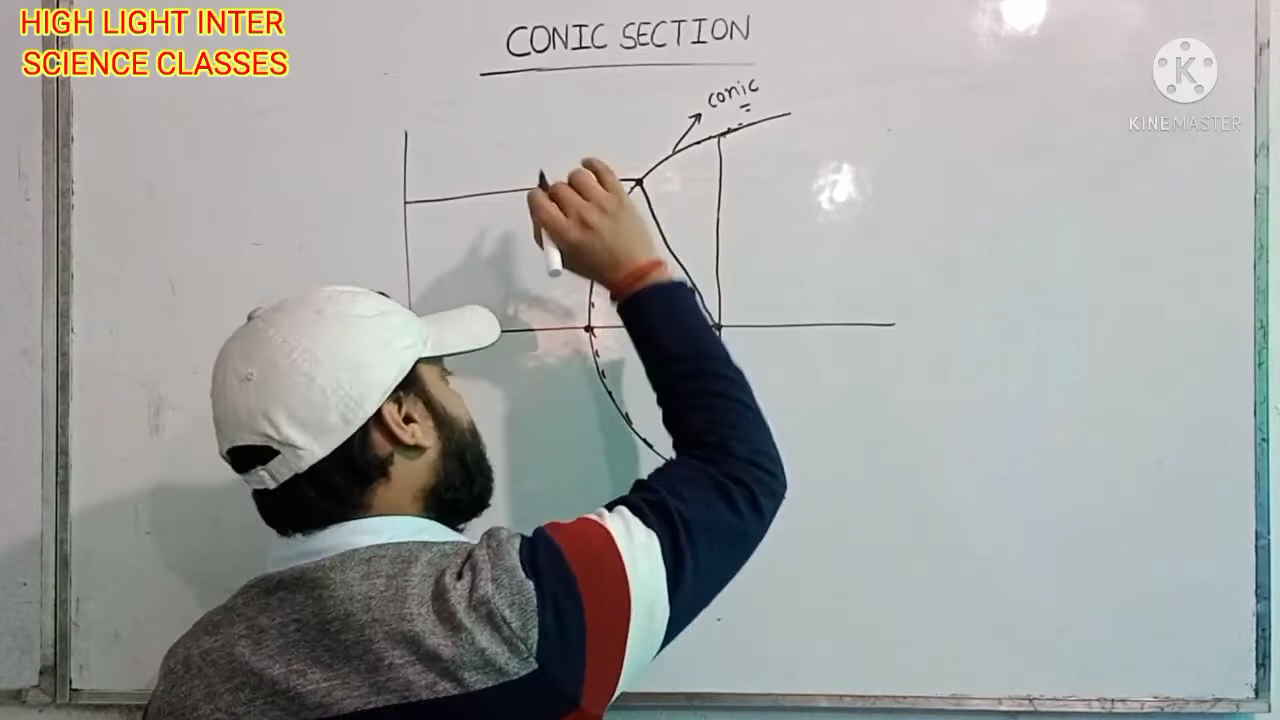 HIGH LIGHT INTER
SCIENCE CLASSES
CONIC SECTION
conic
K
KINEMASTER